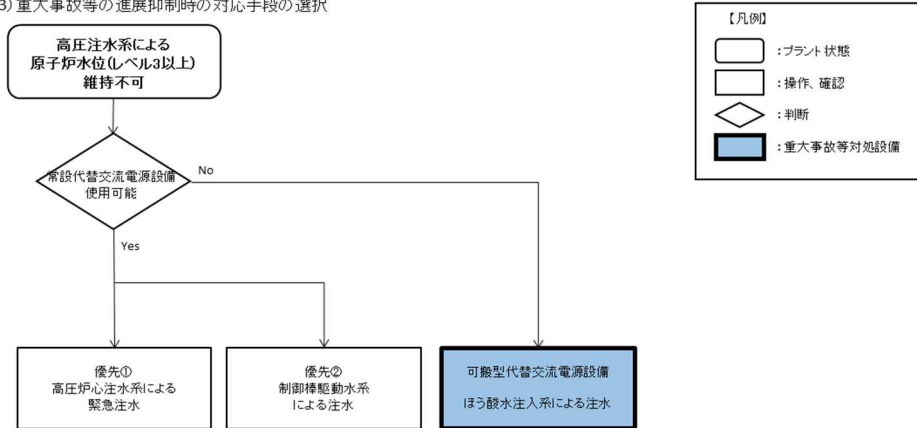 3) 重大事故等の進展抑制時の対応手段の選択
高圧注水系による
原子炉水位(レベル3以上)
維持不可
常設代替交流電源設備
使用可能
No
Yes
優先①
高圧炉心注水系による
緊急注水
優先②
制御棒駆動水系
による注水
可搬型代替交流電源設備
ほう酸水注入系による注水
【凡例】
：プラント状態
：操作、確認
：判断
：重大事故等対処設備